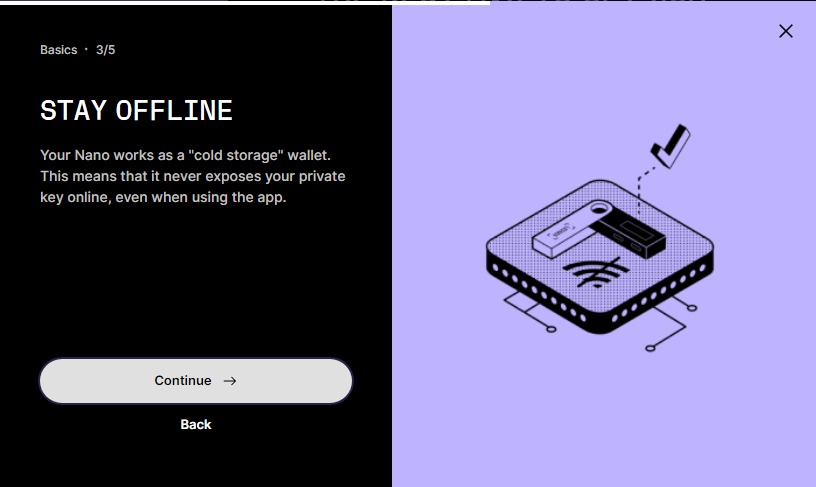 Basics · 3/5
STAY OFFLINE
Your Nano works as a "cold storage" wallet.
This means that it never exposes your private
key online, even when using the app.
Continue →
Back